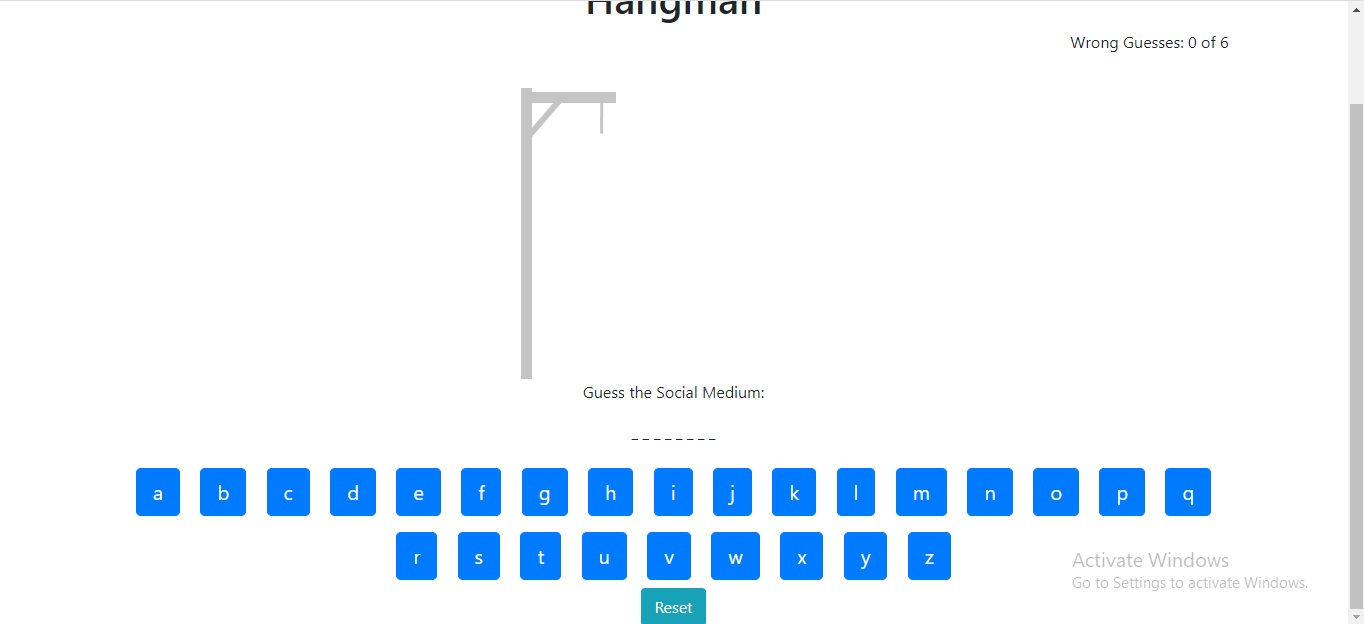 Hangman
Wrong Guesses: 0 of 6
Guess the Social Medium:
_ _ _ _ _ _ _ _
a b c d e f g h i j k l m n o p q
r s t u v w x y z
Activate Windows
Go to Settings to activate Windows.
Reset